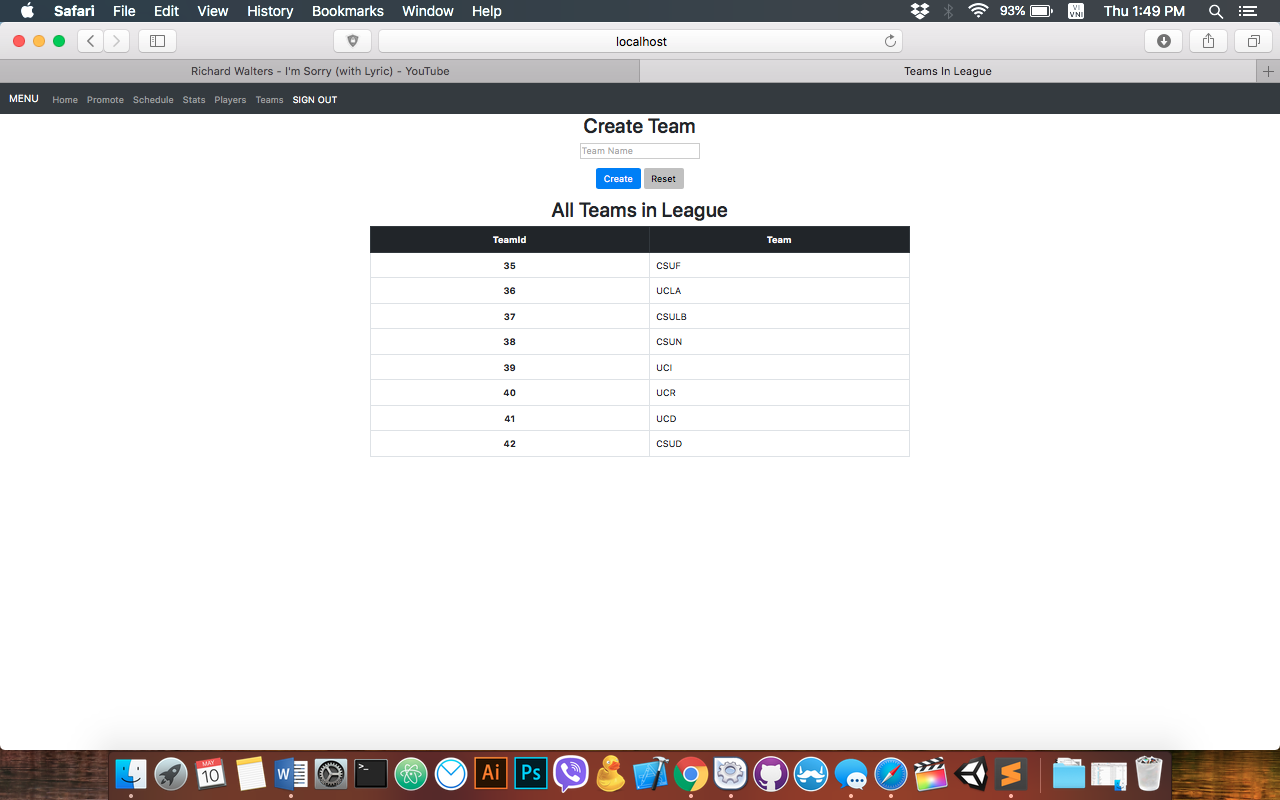 Safari File Edit View History Bookmarks Window Help 93% VI VNI Thu 1:49 PM
localhost
Richard Walters - I'm Sorry (with Lyric) - YouTube Teams In League
MENU Home Promote Schedule Stats Players Teams SIGN OUT
Create Team
Team Name
Create Reset
All Teams in League
TeamId Team
35 CSUF
36 UCLA
37 CSULB
38 CSUN
39 UCI
40 UCR
41 UCD
42 CSUD
MAY
10 W >_ Ai Ps S